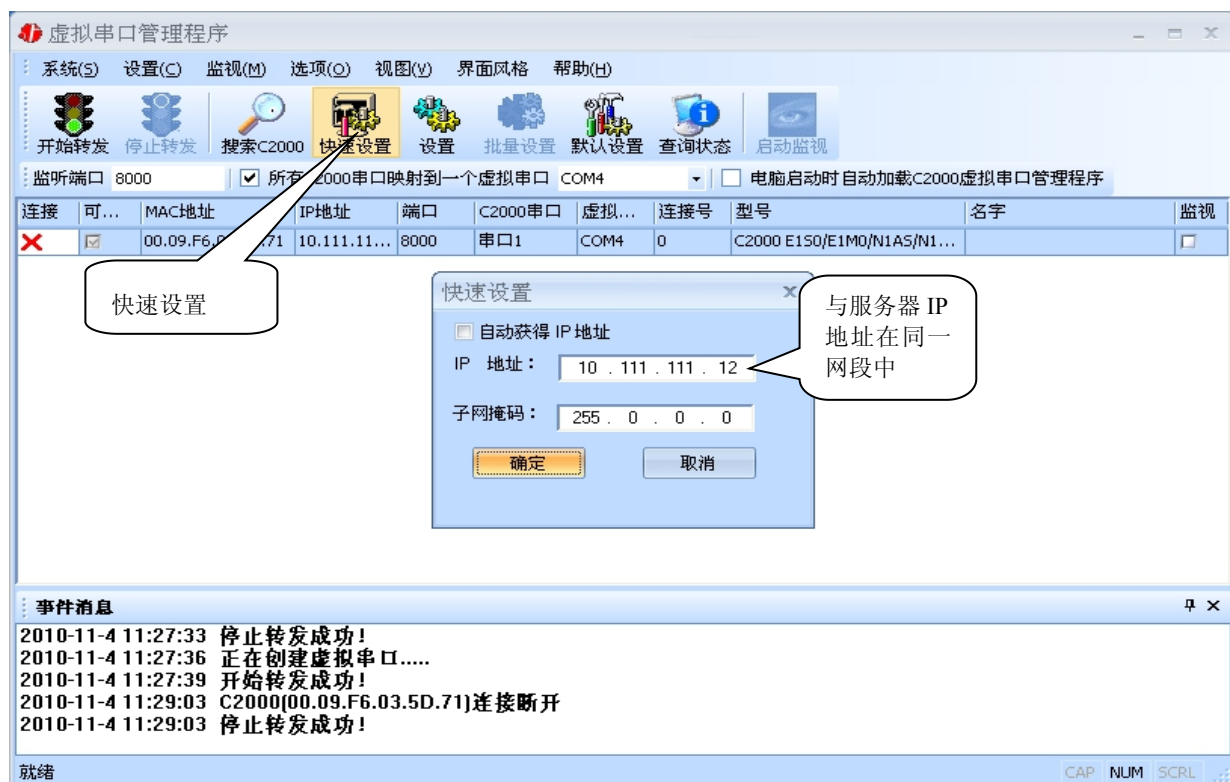 虚拟串口管理程序
系统(S) 设置(C) 监视(M) 选项(O) 视图(V) 界面风格 帮助(H)
开始转发 停止转发 搜索C2000 快速设置 设置 批量设置 默认设置 查询状态 启动监视
监听端口 8000 所有C2000串口映射到一个虚拟串口 COM4 电脑启动时自动加载C2000虚拟串口管理程序
连接 可... MAC地址 IP地址 端口 C2000串口 虚拟... 连接号 型号 名字 监视
00.09.F6.0 .71 10.111.11... 8000 串口1 COM4 0 C2000 E1S0/E1M0/N1AS/N1...
快速设置
快速设置
自动获得 IP 地址
IP 地址： 10 . 111 . 111 . 12
子网掩码： 255 . 0 . 0 . 0
确定 取消
与服务器 IP
地址在同一
网段中
事件消息
2010-11-4 11:27:33 停止转发成功!
2010-11-4 11:27:36 正在创建虚拟串口.....
2010-11-4 11:27:39 开始转发成功!
2010-11-4 11:29:03 C2000[00.09.F6.03.5D.71]连接断开
2010-11-4 11:29:03 停止转发成功!
就绪 CAP NUM SCRL